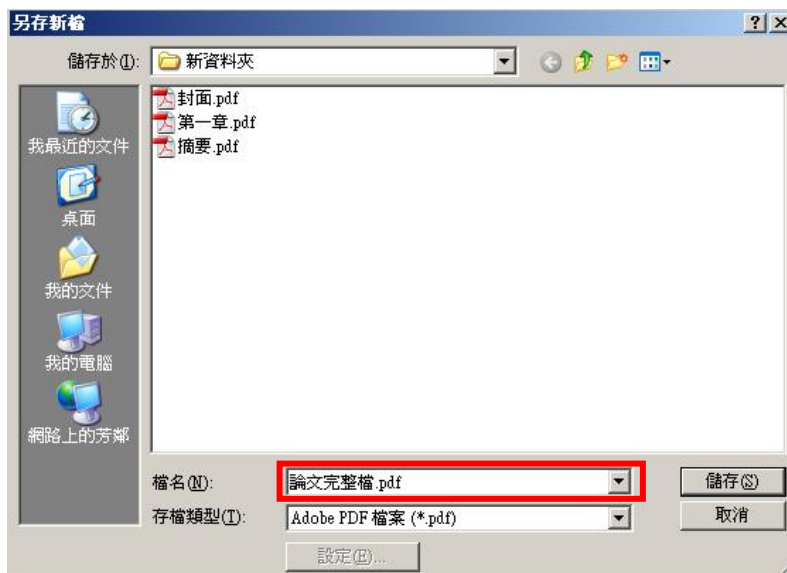 另存新檔
儲存於(I): 新資料夾
封面.pdf
第一章.pdf
摘要.pdf
我最近的文件
桌面
我的文件
我的電腦
網路上的芳鄰
檔名(N): 論文完整檔.pdf 儲存(S)
存檔類型(T): Adobe PDF 檔案 (*.pdf) 取消
設定(E)...